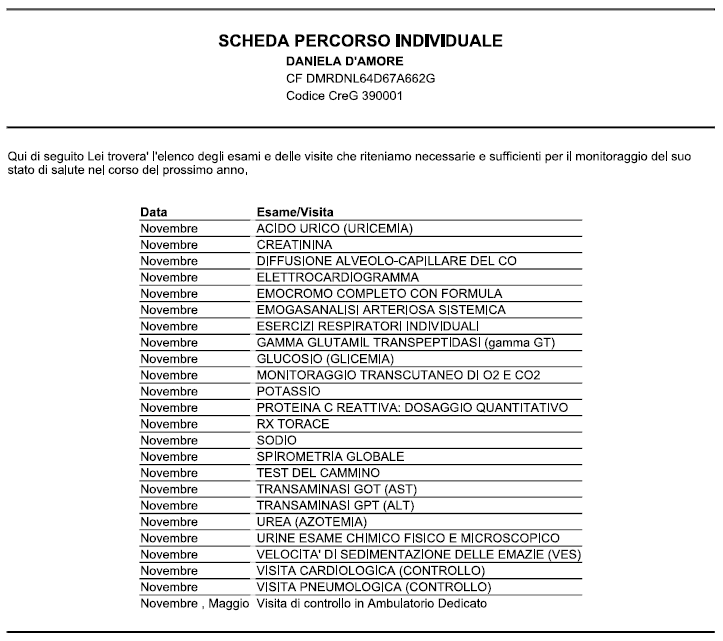 SCHEDA PERCORSO INDIVIDUALE
DANIELA D'AMORE
CF DMRDNL64D67A662G
Codice CreG 390001
Qui di seguito Lei trovera' l'elenco degli esami e delle visite che riteniamo necessarie e sufficienti per il monitoraggio del suo
stato di salute nel corso del prossimo anno,
Data Esame/Visita
Novembre ACIDO URICO (URICEMIA)
Novembre CREATININA
Novembre DIFFUSIONE ALVEOLO-CAPILLARE DEL CO
Novembre ELETTROCARDIOGRAMMA
Novembre EMOCROMO COMPLETO CON FORMULA
Novembre EMOGASANALISI ARTERIOSA SISTEMICA
Novembre ESERCIZI RESPIRATORI INDIVIDUALI
Novembre GAMMA GLUTAMIL TRANSPEPTIDASI (gamma GT)
Novembre GLUCOSIO (GLICEMIA)
Novembre MONITORAGGIO TRANSCUTANEO DI O2 E CO2
Novembre POTASSIO
Novembre PROTEINA C REATTIVA: DOSAGGIO QUANTITATIVO
Novembre RX TORACE
Novembre SODIO
Novembre SPIROMETRIA GLOBALE
Novembre TEST DEL CAMMINO
Novembre TRANSAMINASI GOT (AST)
Novembre TRANSAMINASI GPT (ALT)
Novembre UREA (AZOTEMIA)
Novembre URINE ESAME CHIMICO FISICO E MICROSCOPICO
Novembre VELOCITA' DI SEDIMENTAZIONE DELLE EMAZIE (VES)
Novembre VISITA CARDIOLOGICA (CONTROLLO)
Novembre VISITA PNEUMOLOGICA (CONTROLLO)
Novembre , Maggio Visita di controllo in Ambulatorio Dedicato